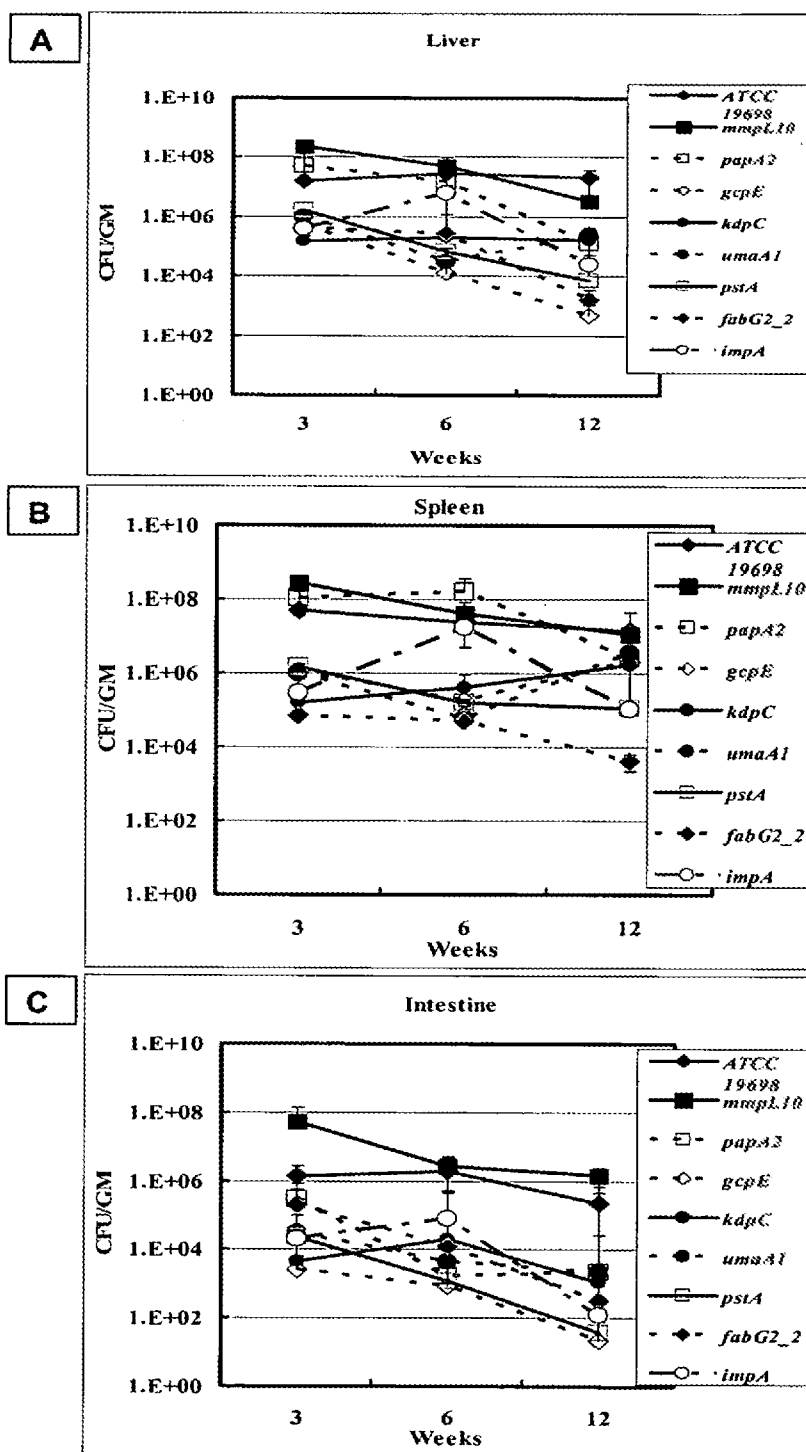 A
Liver
1.E+10
1.E+08
1.E+06
1.E+04
1.E+02
1.E+00
CFU/GM
3 6 12
Weeks
ATCC
19698
mmpL10
papA2
gcpE
kdpC
umaA1
pstA
fabG2_2
impA
B
Spleen
1.E+10
1.E+08
1.E+06
1.E+04
1.E+02
1.E+00
CFU/GM
3 6 12
Weeks
ATCC
19698
mmpL10
papA2
gcpE
kdpC
umaA1
pstA
fabG2_2
impA
C
Intestine
1.E+10
1.E+08
1.E+06
1.E+04
1.E+02
1.E+00
CFU/GM
3 6 12
Weeks
ATCC
19698
mmpL10
papA2
gcpE
kdpC
umaA1
pstA
fabG2_2
impA